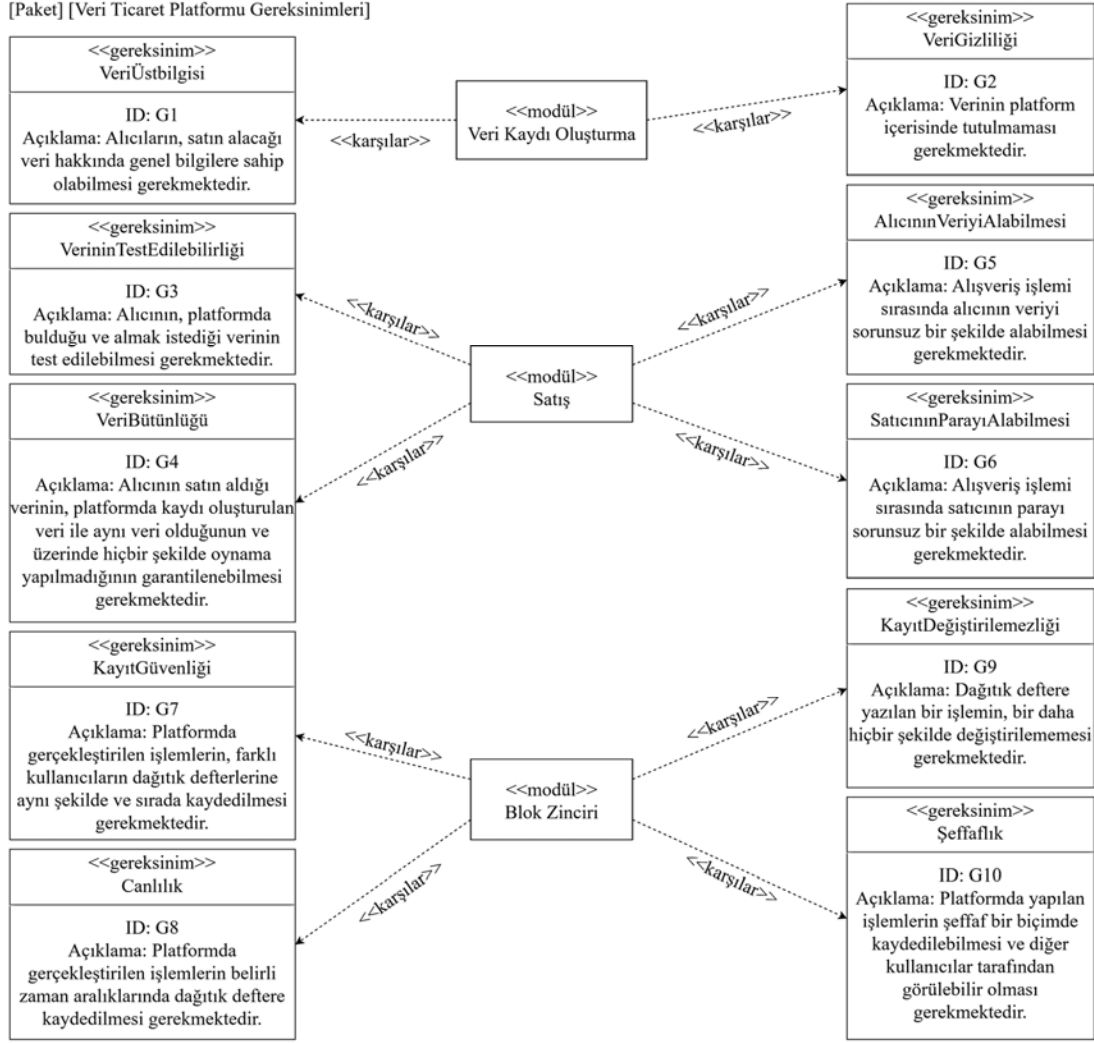 [Paket] [Veri Ticaret Platformu Gereksinimleri]
<<gereksinim>>
VeriÜstbilgisi
ID: G1
Açıklama: Alıcıların, satın alacağı
veri hakkında genel bilgilere sahip
olabilmesi gerekmektedir.
<<karşılar>>
<<modül>>
Veri Kaydı Oluşturma
<<karşılar>>
<<gereksinim>>
VeriGizliliği
ID: G2
Açıklama: Verinin platform
içerisinde tutulmaması
gerekmektedir.
<<gereksinim>>
VerininTestEdilebilirliği
ID: G3
Açıklama: Alıcının, platformda
bulduğu ve almak istediği verinin
test edilebilmesi gerekmektedir.
<<karşılar>>
<<gereksinim>>
VeriBütünlüğü
ID: G4
Açıklama: Alıcının satın aldığı
verinin, platformda kaydı oluşturulan
veri ile aynı veri olduğunun ve
üzerinde hiçbir şekilde oynama
yapılmadığının garantilenebilmesi
gerekmektedir.
<<karşılar>>
<<modül>>
Satış
<<karşılar>>
<<gereksinim>>
AlıcınınVeriyiAlabilmesi
ID: G5
Açıklama: Alışveriş işlemi
sırasında alıcının veriyi
sorunsuz bir şekilde alabilmesi
gerekmektedir.
<<karşılar>>
<<gereksinim>>
SatıcınınParayıAlabilmesi
ID: G6
Açıklama: Alışveriş işlemi
sırasında satıcının parayı
sorunsuz bir şekilde alabilmesi
gerekmektedir.
<<gereksinim>>
KayıtGüvenliği
ID: G7
Açıklama: Platformda
gerçekleştirilen işlemlerin, farklı
kullanıcıların dağıtık defterlerine
aynı şekilde ve sırada kaydedilmesi
gerekmektedir.
<<karşılar>>
<<gereksinim>>
Canlılık
ID: G8
Açıklama: Platformda
gerçekleştirilen işlemlerin belirli
zaman aralıklarında dağıtık deftere
kaydedilmesi gerekmektedir.
<<karşılar>>
<<modül>>
Blok Zinciri
<<karşılar>>
<<gereksinim>>
KayıtDeğiştirilemezliği
ID: G9
Açıklama: Dağıtık deftere
yazılan bir işlemin, bir daha
hiçbir şekilde değiştirilememesi
gerekmektedir.
<<karşılar>>
<<gereksinim>>
Şeffaflık
ID: G10
Açıklama: Platformda yapılan
işlemlerin şeffaf bir biçimde
kaydedilebilmesi ve diğer
kullanıcılar tarafından
görülebilir olması
gerekmektedir.